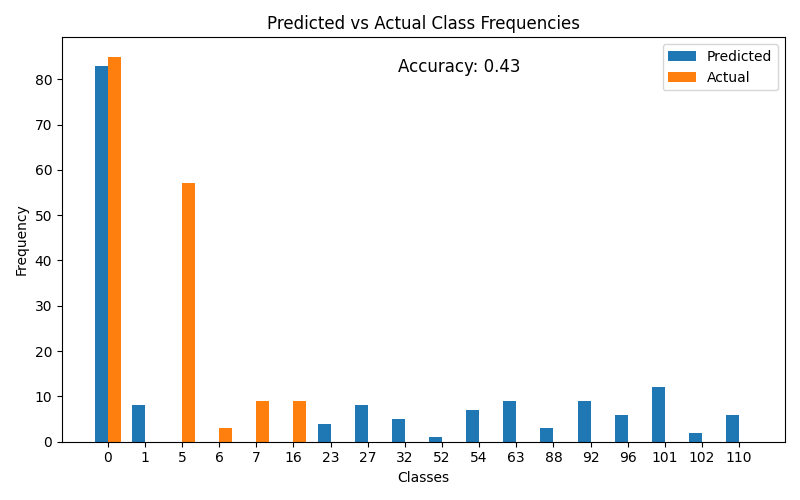 Predicted vs Actual Class Frequencies
Accuracy: 0.43
Predicted
Actual
Frequency
80
70
60
50
40
30
20
10
0
0 1 5 6 7 16 23 27 32 52 54 63 88 92 96 101 102 110
Classes